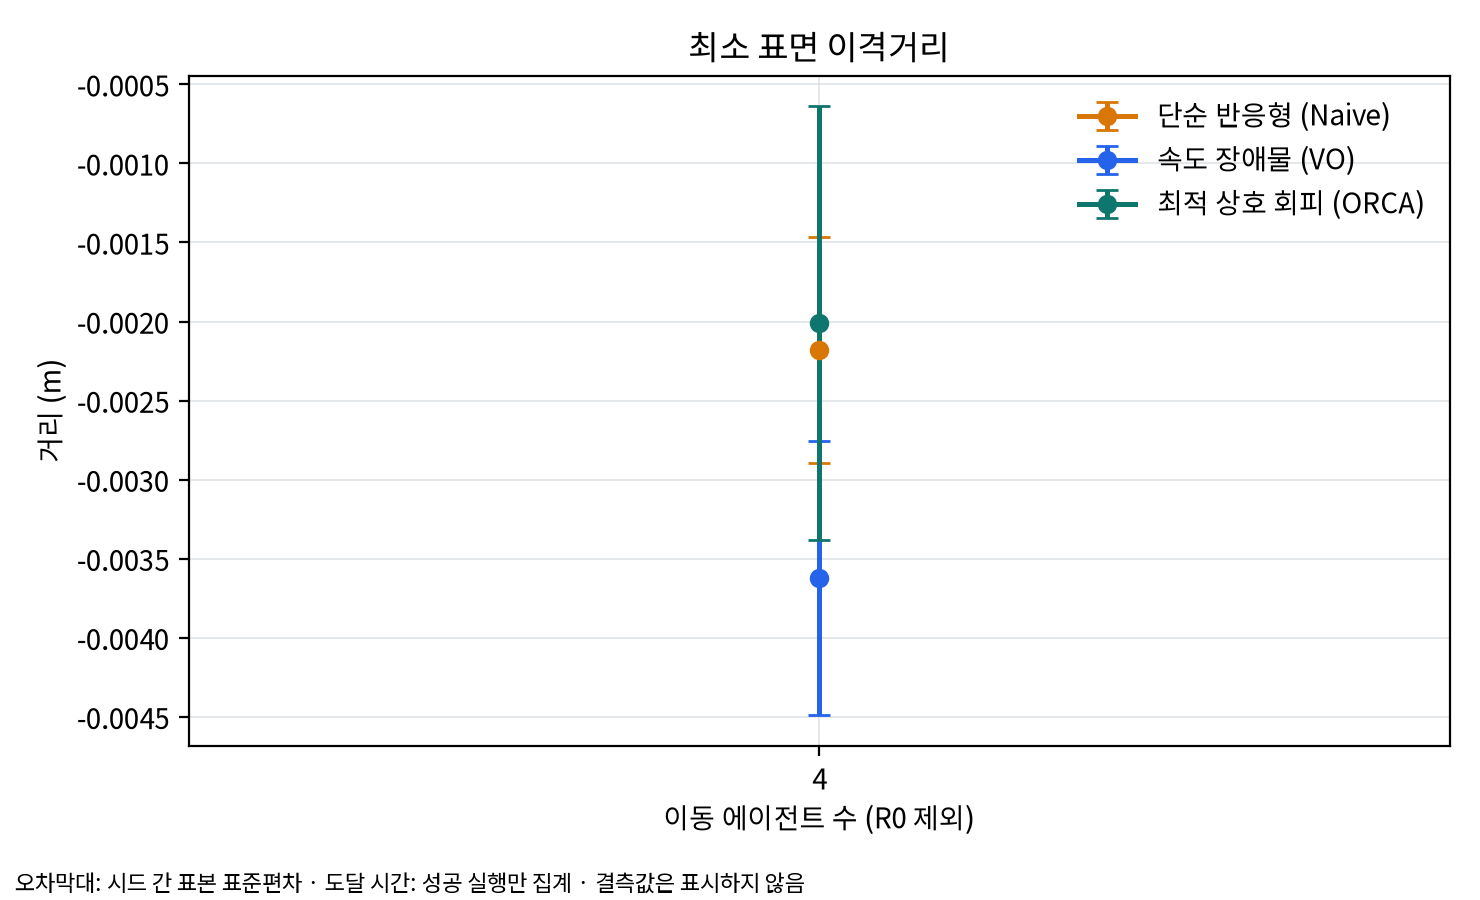 최소 표면 이격거리
-0.0005
-0.0010
-0.0015
-0.0020
-0.0025
-0.0030
-0.0035
-0.0040
-0.0045
거리 (m)
단순 반응형 (Naive)
속도 장애물 (VO)
최적 상호 회피 (ORCA)
4
이동 에이전트 수 (R0 제외)
오차막대: 시드 간 표본 표준편차 · 도달 시간: 성공 실행만 집계 · 결측값은 표시하지 않음